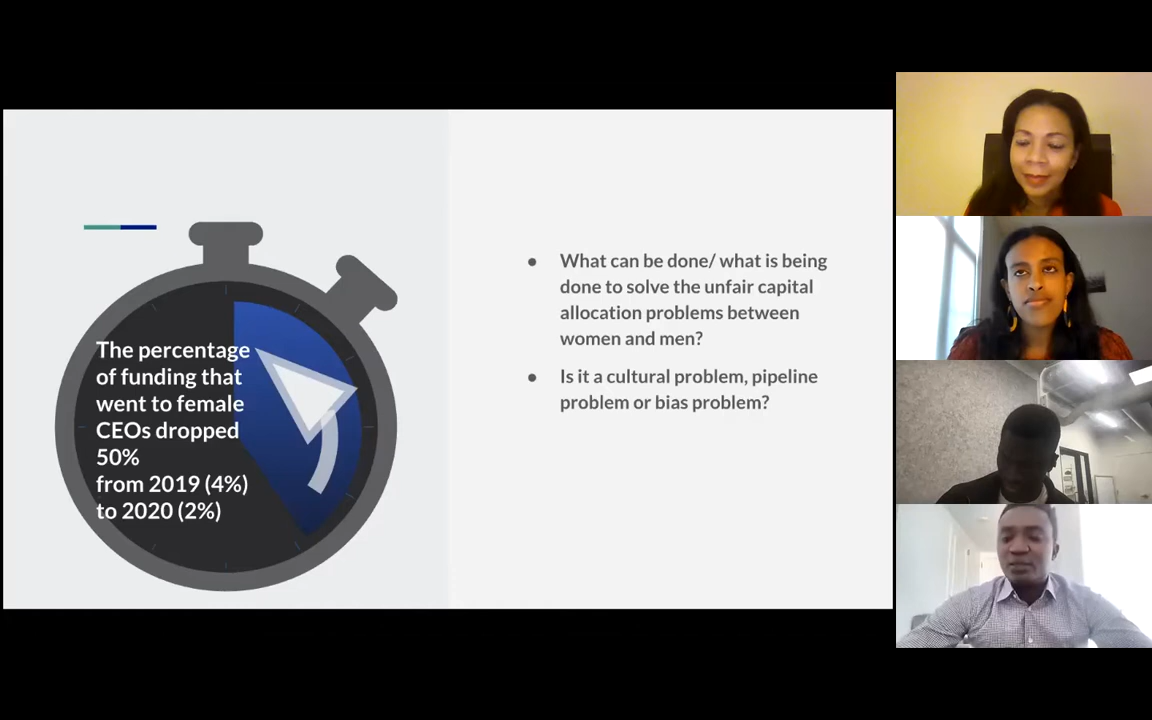 The percentage
of funding that
went to female
CEOs dropped
50%
from 2019 (4%)
to 2020 (2%)
● What can be done/ what is being
done to solve the unfair capital
allocation problems between
women and men?
● Is it a cultural problem, pipeline
problem or bias problem?